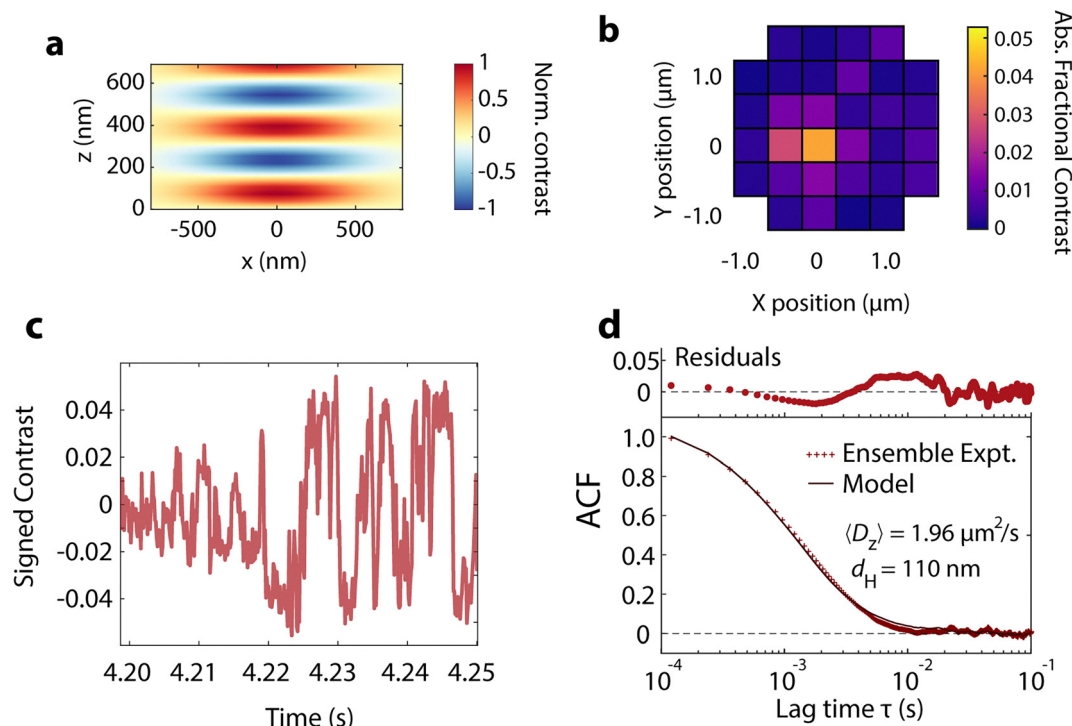 a
600
400
200
0
z (nm)
-500
0
500
x (nm)
1
0.5
0
-0.5
-1
Norm. contrast
b
1.0
0
-1.0
Y position (µm)
-1.0
0
1.0
X position (µm)
0.05
0.04
0.03
0.02
0.01
0
Abs. Fractional Contrast
c
0.04
0.02
0
-0.02
-0.04
Signed Contrast
4.20
4.21
4.22
4.23
4.24
4.25
Time (s)
d
0.05
0
Residuals
1.0
0.8
0.6
0.4
0.2
0
ACF
Ensemble Expt.
Model
⟨D_z⟩ = 1.96 µm²/s
d_H = 110 nm
10⁻⁴
10⁻³
10⁻²
10⁻¹
Lag time τ (s)